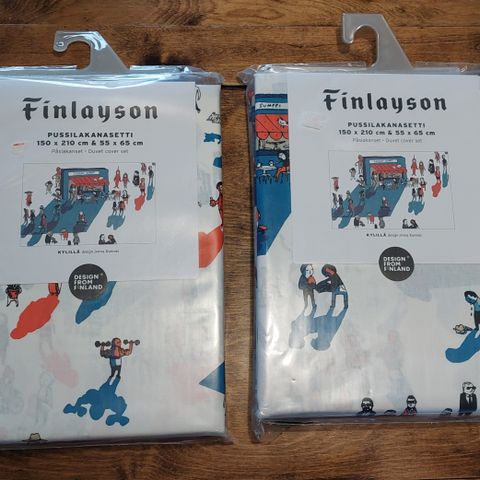 Finlayson
PUSSILAKANASETTI
150 x 210 cm & 55 x 65 cm
Påslakanset - Duvet cover set
KYLILLÄ
DESIGN
FROM
FINLAND
SUMPPI
Finlayson
PUSSILAKANASETTI
150 x 210 cm & 55 x 65 cm
Påslakanset - Duvet cover set
KYLILLÄ
DESIGN
FROM
FINLAND